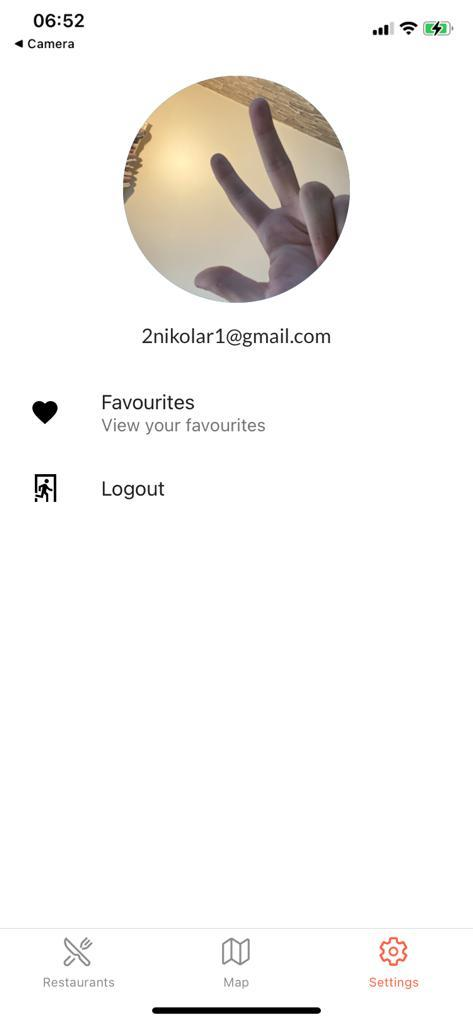 06:52
◀ Camera
2nikolar1@gmail.com
Favourites
View your favourites
Logout
Restaurants
Map
Settings